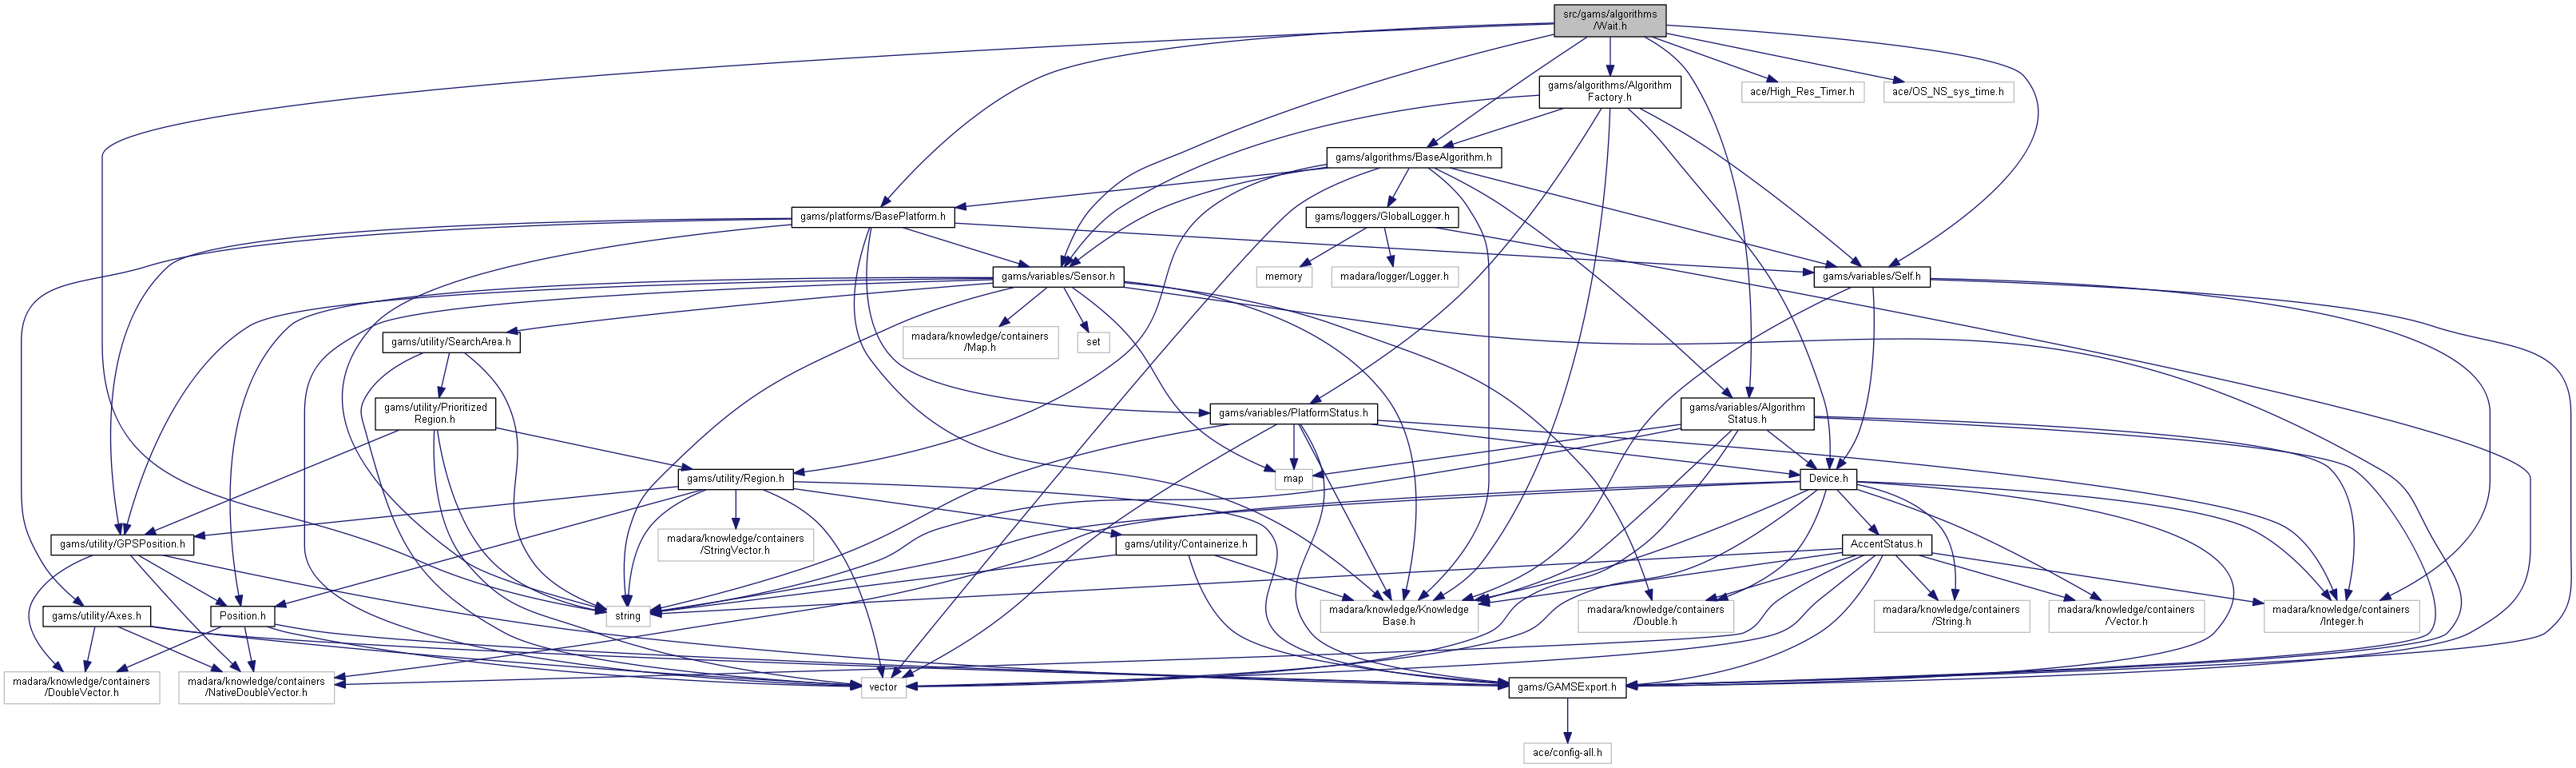 src/gams/algorithms
/Wait.h
gams/algorithms/Algorithm
Factory.h
ace/High_Res_Timer.h
ace/OS_NS_sys_time.h
gams/algorithms/BaseAlgorithm.h
gams/platforms/BasePlatform.h
gams/loggers/GlobalLogger.h
gams/variables/Sensor.h
memory
madara/logger/Logger.h
gams/variables/Self.h
gams/utility/SearchArea.h
madara/knowledge/containers
/Map.h
set
gams/utility/Prioritized
Region.h
gams/variables/PlatformStatus.h
gams/variables/Algorithm
Status.h
gams/utility/Region.h
map
Device.h
gams/utility/GPSPosition.h
madara/knowledge/containers
/StringVector.h
gams/utility/Containerize.h
AccentStatus.h
gams/utility/Axes.h
Position.h
string
madara/knowledge/Knowledge
Base.h
madara/knowledge/containers
/Double.h
madara/knowledge/containers
/String.h
madara/knowledge/containers
/Vector.h
madara/knowledge/containers
/Integer.h
madara/knowledge/containers
/DoubleVector.h
madara/knowledge/containers
/NativeDoubleVector.h
vector
gams/GAMSExport.h
ace/config-all.h